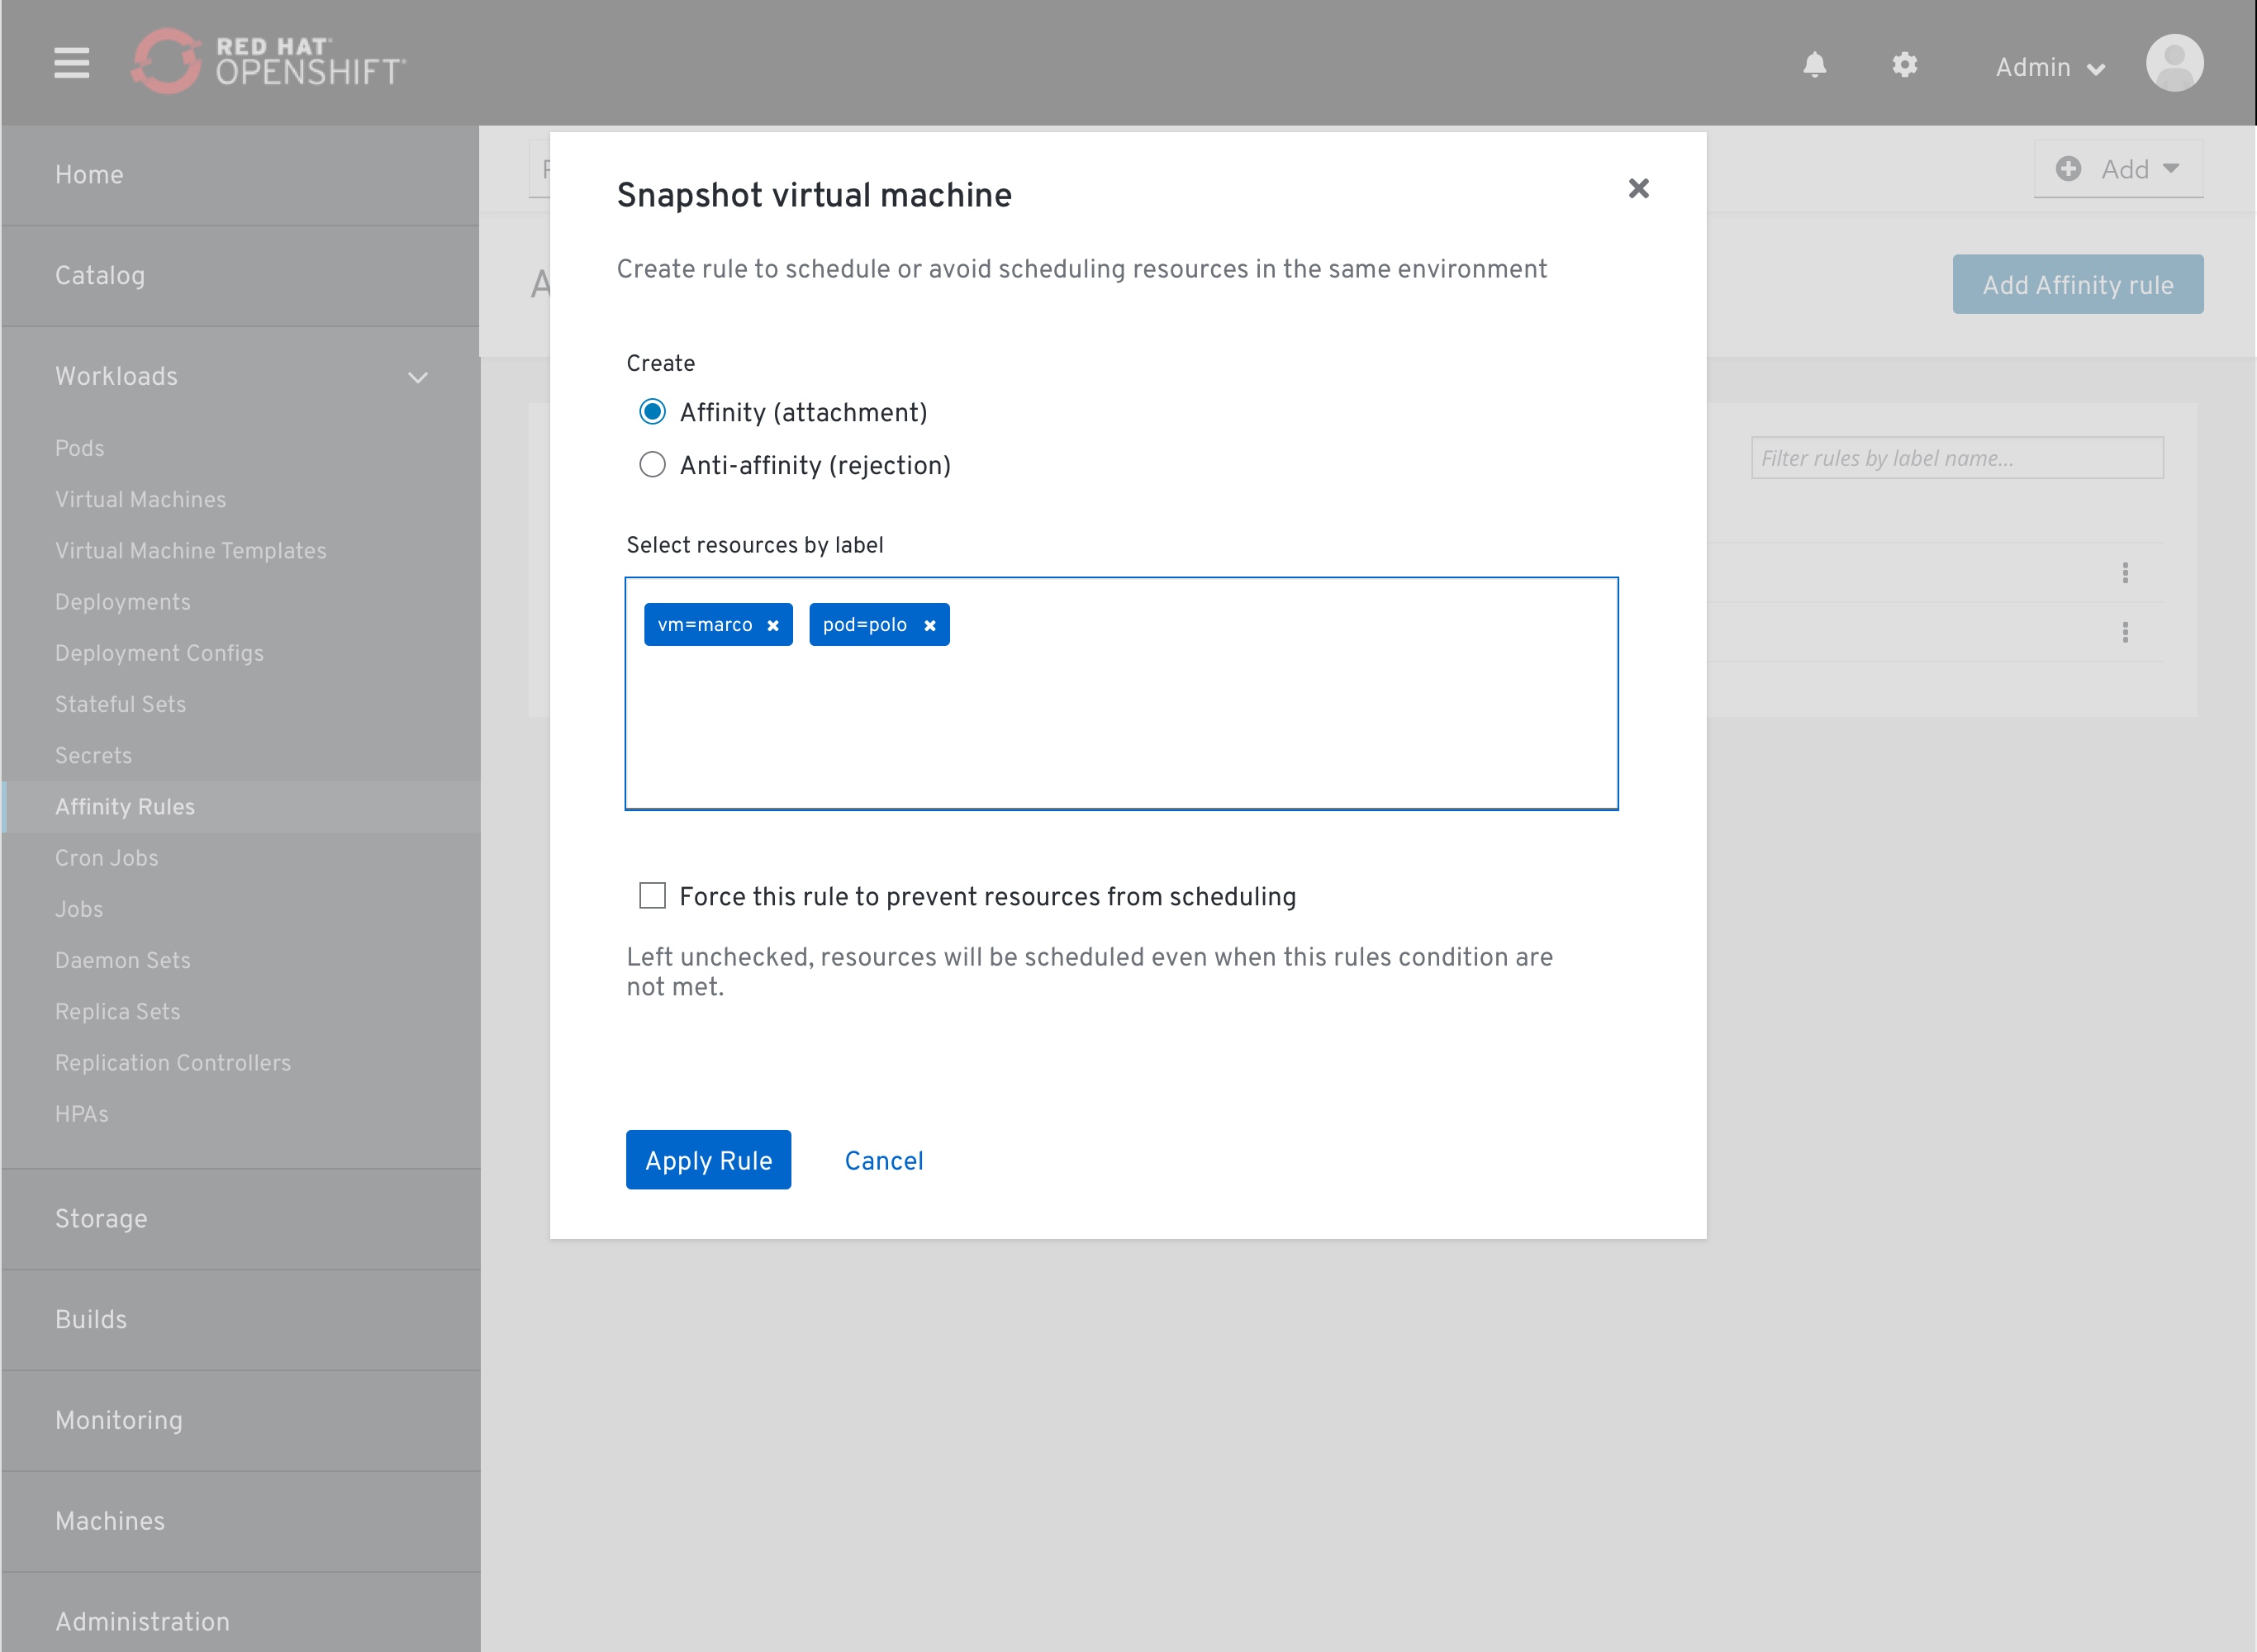 RED HAT
OPENSHIFT
Admin
Home
Catalog
Workloads
Pods
Virtual Machines
Virtual Machine Templates
Deployments
Deployment Configs
Stateful Sets
Secrets
Affinity Rules
Cron Jobs
Jobs
Daemon Sets
Replica Sets
Replication Controllers
HPAs
Storage
Builds
Monitoring
Machines
Administration
Add
Add Affinity rule
Filter rules by label name...
Snapshot virtual machine
Create rule to schedule or avoid scheduling resources in the same environment
Create
Affinity (attachment)
Anti-affinity (rejection)
Select resources by label
vm=marco pod=polo
Force this rule to prevent resources from scheduling
Left unchecked, resources will be scheduled even when this rules condition are
not met.
Apply Rule Cancel